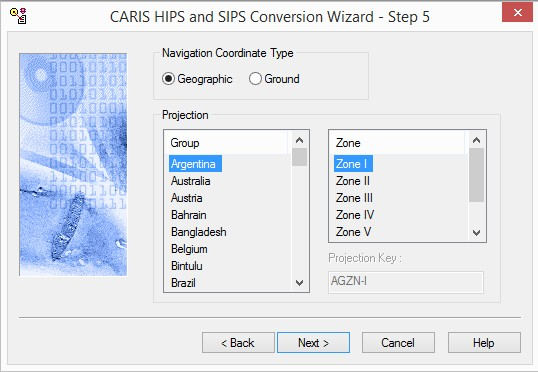 CARIS HIPS and SIPS Conversion Wizard - Step 5
Navigation Coordinate Type
Geographic
Ground
Projection
Group
Argentina
Australia
Austria
Bahrain
Bangladesh
Belgium
Bintulu
Brazil
Zone
Zone I
Zone II
Zone III
Zone IV
Zone V
Projection Key :
AGZN-I
< Back
Next >
Cancel
Help